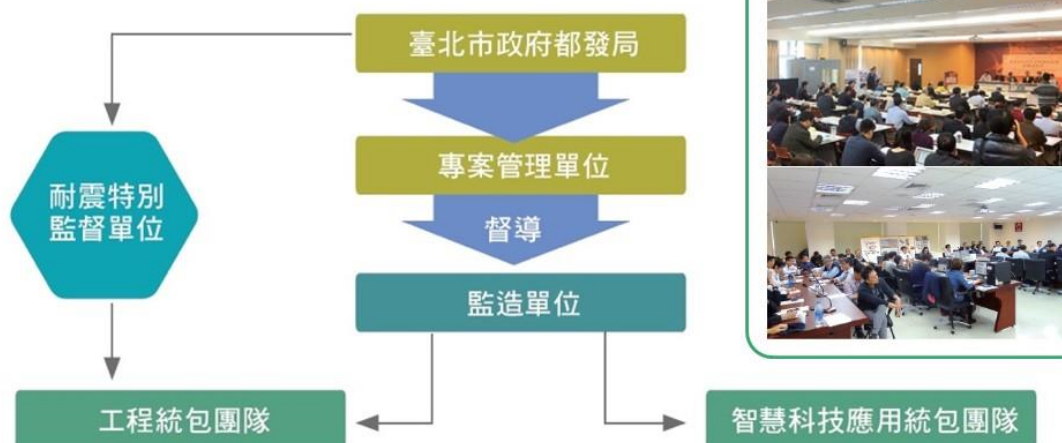 臺北市政府都發局
專案管理單位
耐震特別
監督單位
督導
監造單位
工程統包團隊
智慧科技應用統包團隊